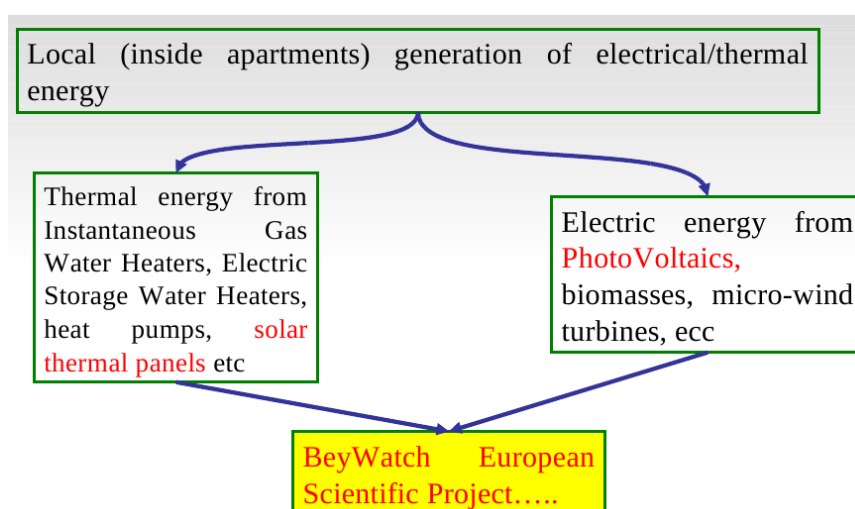 Local (inside apartments) generation of electrical/thermal
energy
Thermal energy from
Instantaneous Gas
Water Heaters, Electric
Storage Water Heaters,
heat pumps, solar
thermal panels etc
Electric energy from
PhotoVoltaics,
biomasses, micro-wind
turbines, ecc
BeyWatch European
Scientific Project…..